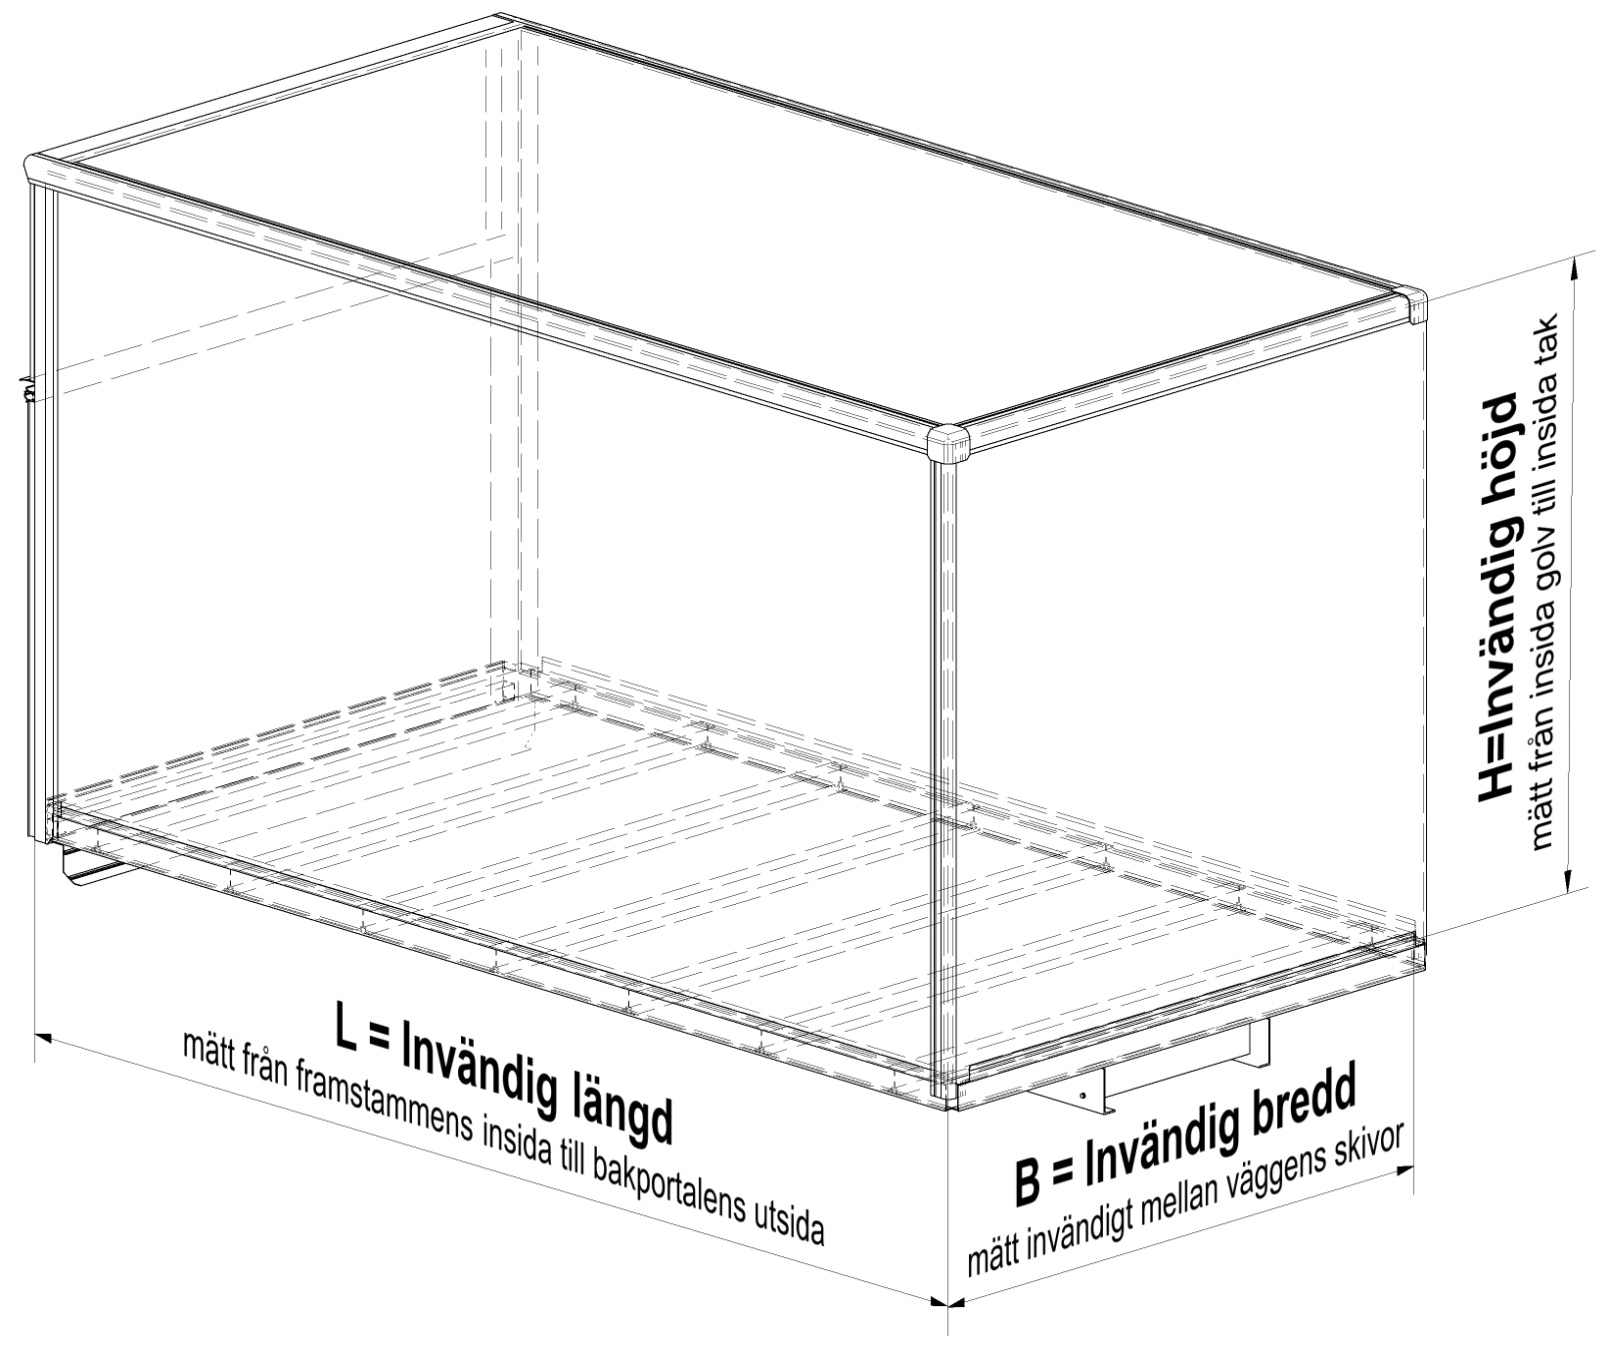 H=Invändig höjd
mätt från insida golv till insida tak
L = Invändig längd
mätt från framstammens insida till bakportalens utsida
B = Invändig bredd
mätt invändigt mellan väggens skivor